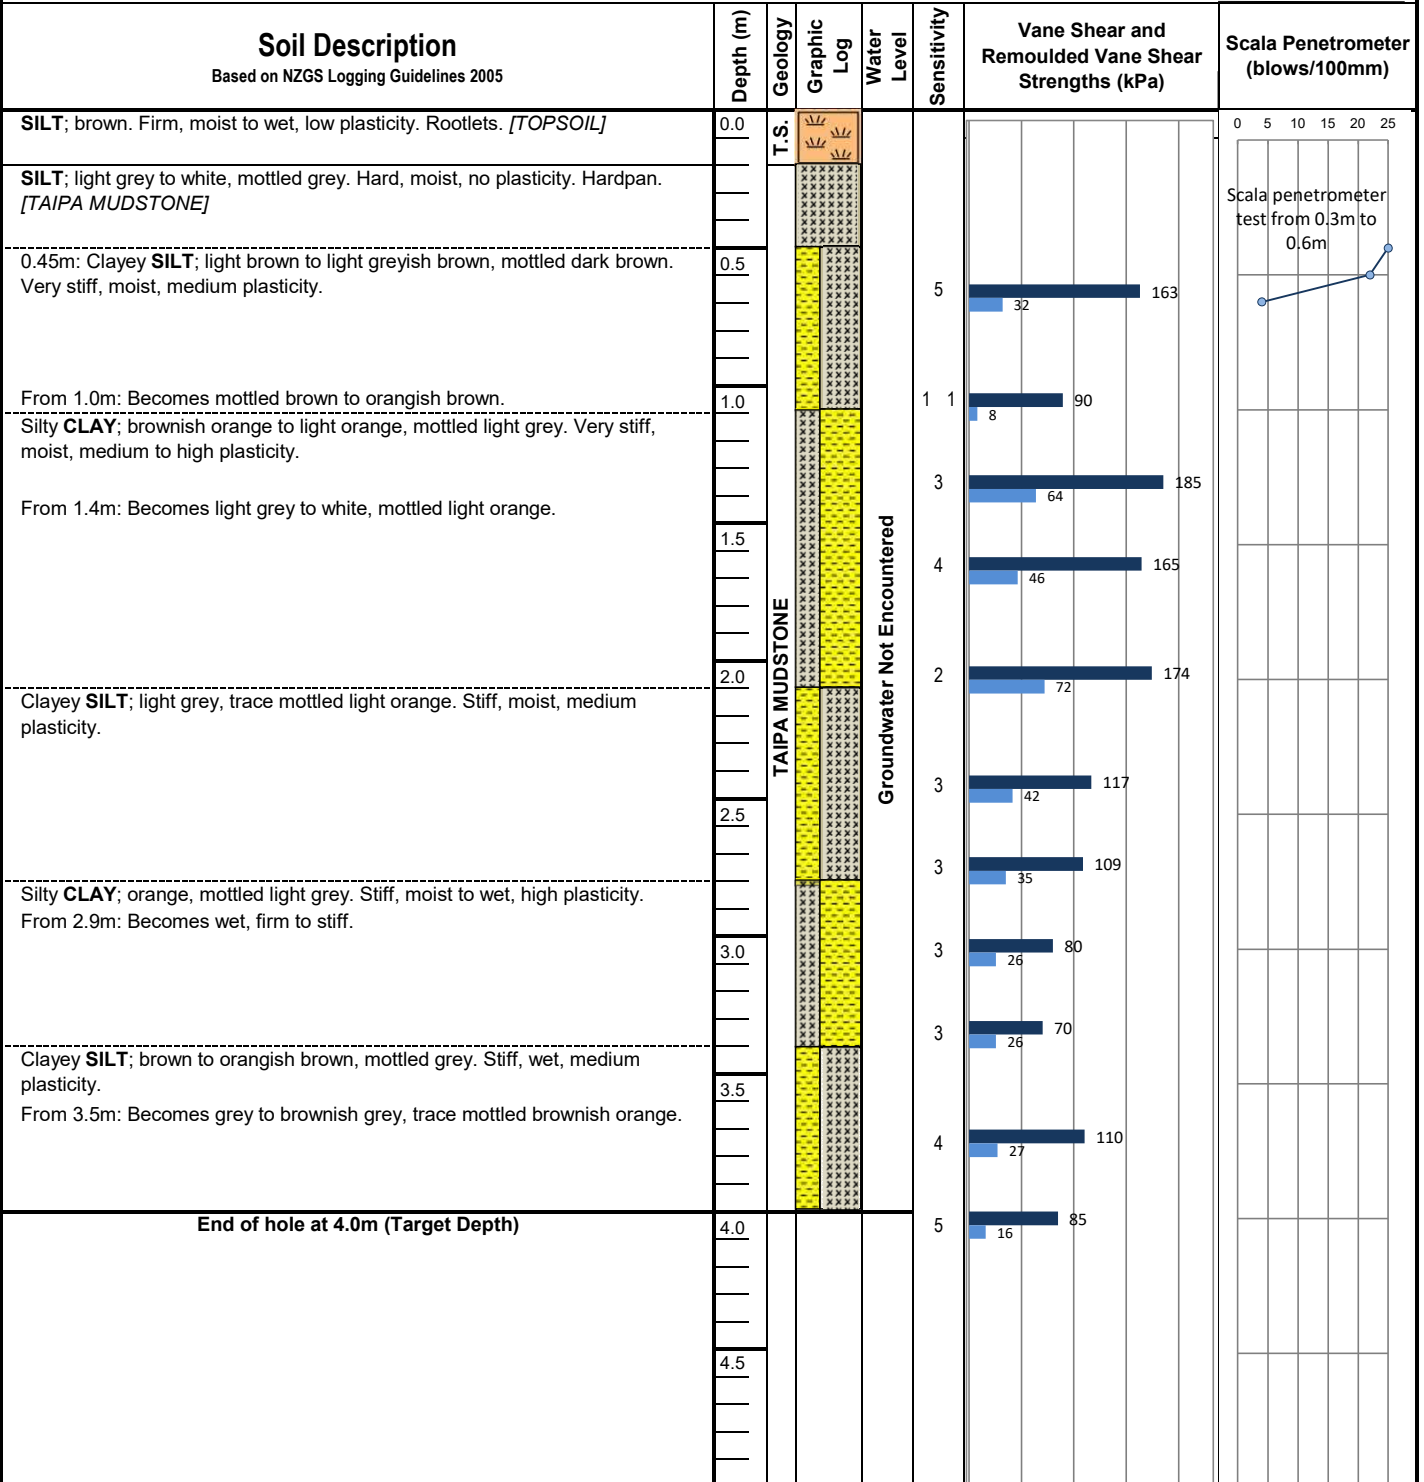 Soil Description
Based on NZGS Logging Guidelines 2005
Depth (m)
Geology
Graphic
Log
Water
Level
Sensitivity
Vane Shear and
Remoulded Vane Shear
Strengths (kPa)
Scala Penetrometer
(blows/100mm)
SILT; brown. Firm, moist to wet, low plasticity. Rootlets. [TOPSOIL]
0.0
T.S.
0 5 10 15 20 25
SILT; light grey to white, mottled grey. Hard, moist, no plasticity. Hardpan.
[TAIPA MUDSTONE]
Scala penetrometer
test from 0.3m to
0.6m
0.45m: Clayey SILT; light brown to light greyish brown, mottled dark brown.
Very stiff, moist, medium plasticity.
0.5
5
163
32
From 1.0m: Becomes mottled brown to orangish brown.
1.0
1 1
90
8
Silty CLAY; brownish orange to light orange, mottled light grey. Very stiff,
moist, medium to high plasticity.
3
185
64
From 1.4m: Becomes light grey to white, mottled light orange.
1.5
4
165
46
TAIPA MUDSTONE
Groundwater Not Encountered
2.0
2
174
72
Clayey SILT; light grey, trace mottled light orange. Stiff, moist, medium
plasticity.
3
117
42
2.5
3
109
35
Silty CLAY; orange, mottled light grey. Stiff, moist to wet, high plasticity.
From 2.9m: Becomes wet, firm to stiff.
3.0
3
80
26
3
70
26
Clayey SILT; brown to orangish brown, mottled grey. Stiff, wet, medium
plasticity.
3.5
From 3.5m: Becomes grey to brownish grey, trace mottled brownish orange.
4
110
27
End of hole at 4.0m (Target Depth)
4.0
5
85
16
4.5